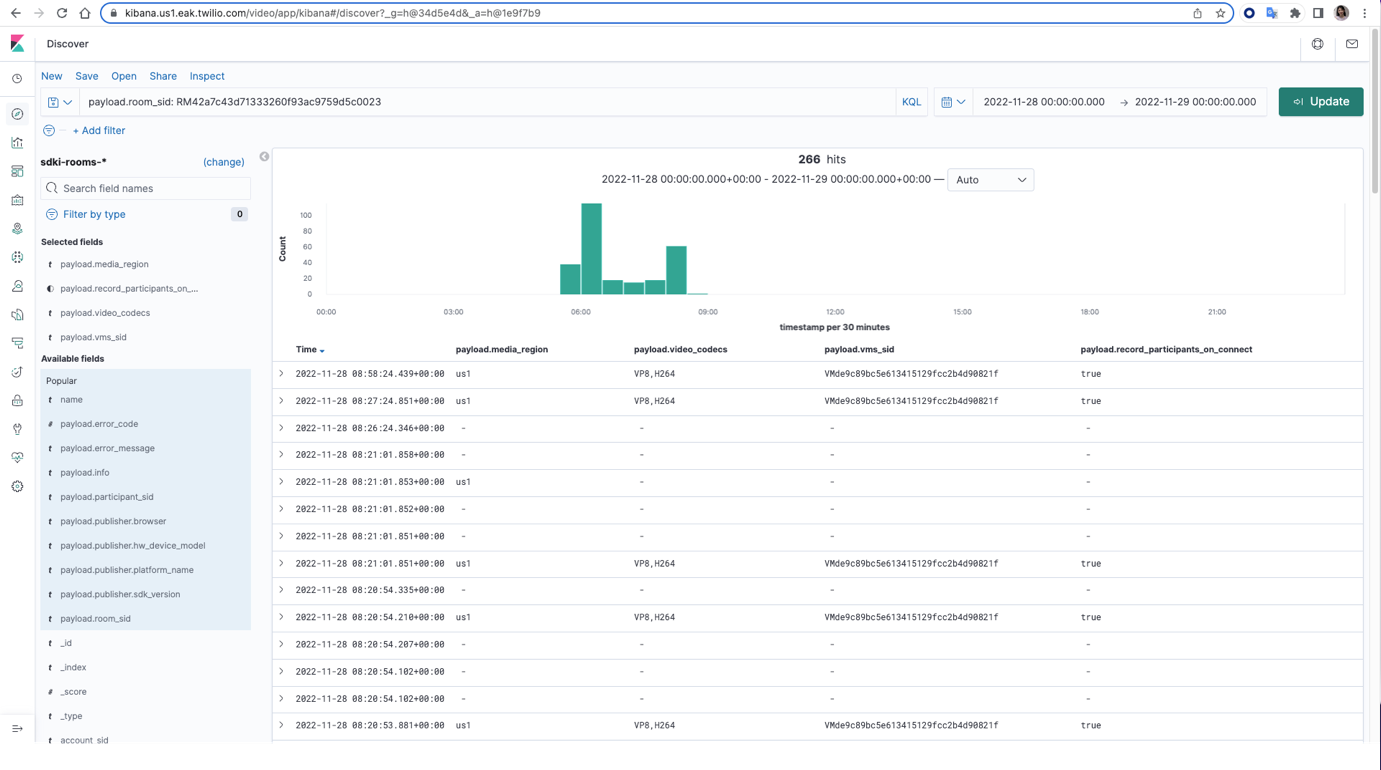 kibana.us1.eak.twilio.com/video/app/kibana#/discover?_g=h@34d5e4d&_a=h@1e9f7b9
Discover
New Save Open Share Inspect
payload.room_sid: RM42a7c43d71333260f93ac9759d5c0023 KQL 2022-11-28 00:00:00.000 → 2022-11-29 00:00:00.000 Update
+ Add filter
sdki-rooms-* (change)
Search field names
Filter by type 0
Selected fields
t payload.media_region
payload.record_participants_on_...
t payload.video_codecs
t payload.vms_sid
Available fields
Popular
t name
# payload.error_code
t payload.error_message
t payload.info
t payload.participant_sid
t payload.publisher.browser
t payload.publisher.hw_device_model
t payload.publisher.platform_name
t payload.publisher.sdk_version
t payload.room_sid
t _id
t _index
# _score
t _type
t account_sid
266 hits
2022-11-28 00:00:00.000+00:00 - 2022-11-29 00:00:00.000+00:00 — Auto
Count
100
80
60
40
20
0
00:00 03:00 06:00 09:00 12:00 15:00 18:00 21:00
timestamp per 30 minutes
Time payload.media_region payload.video_codecs payload.vms_sid payload.record_participants_on_connect
2022-11-28 08:58:24.439+00:00 us1 VP8,H264 VMde9c89bc5e613415129fcc2b4d90821f true
2022-11-28 08:27:24.851+00:00 us1 VP8,H264 VMde9c89bc5e613415129fcc2b4d90821f true
2022-11-28 08:26:24.346+00:00 - - - -
2022-11-28 08:21:01.858+00:00 - - - -
2022-11-28 08:21:01.853+00:00 us1 - - -
2022-11-28 08:21:01.852+00:00 - - - -
2022-11-28 08:21:01.851+00:00 - - - -
2022-11-28 08:21:01.851+00:00 us1 VP8,H264 VMde9c89bc5e613415129fcc2b4d90821f true
2022-11-28 08:20:54.335+00:00 - - - -
2022-11-28 08:20:54.210+00:00 us1 VP8,H264 VMde9c89bc5e613415129fcc2b4d90821f true
2022-11-28 08:20:54.207+00:00 - - - -
2022-11-28 08:20:54.102+00:00 - - - -
2022-11-28 08:20:54.102+00:00 - - - -
2022-11-28 08:20:53.881+00:00 us1 VP8,H264 VMde9c89bc5e613415129fcc2b4d90821f true